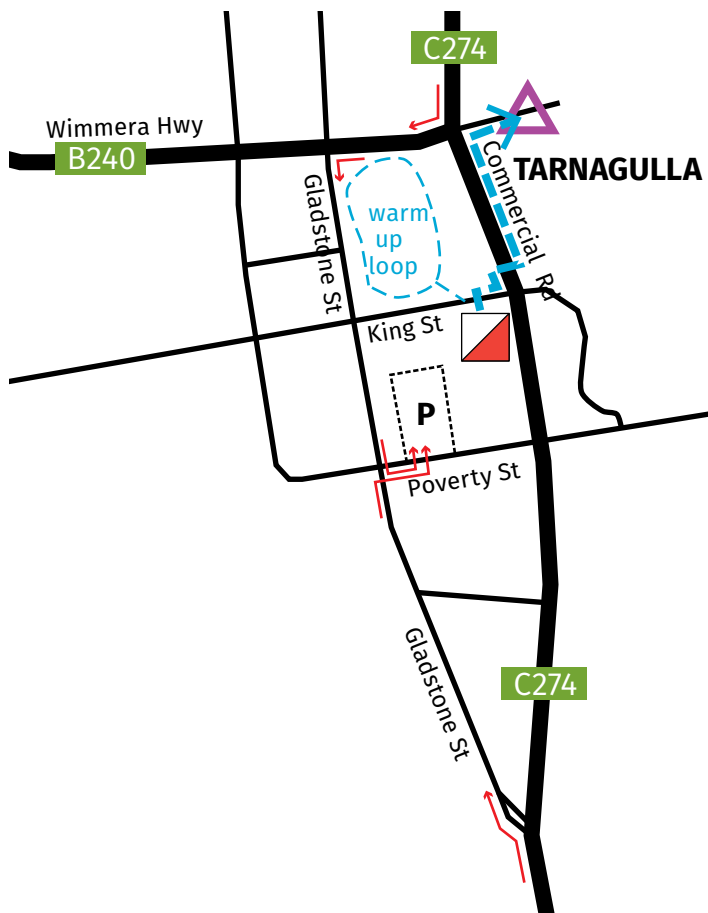 C274
Wimmera Hwy
B240
TARNAGULLA
Commercial Rd
Gladstone St
warm
up
loop
King St
P
Poverty St
Gladstone St
C274